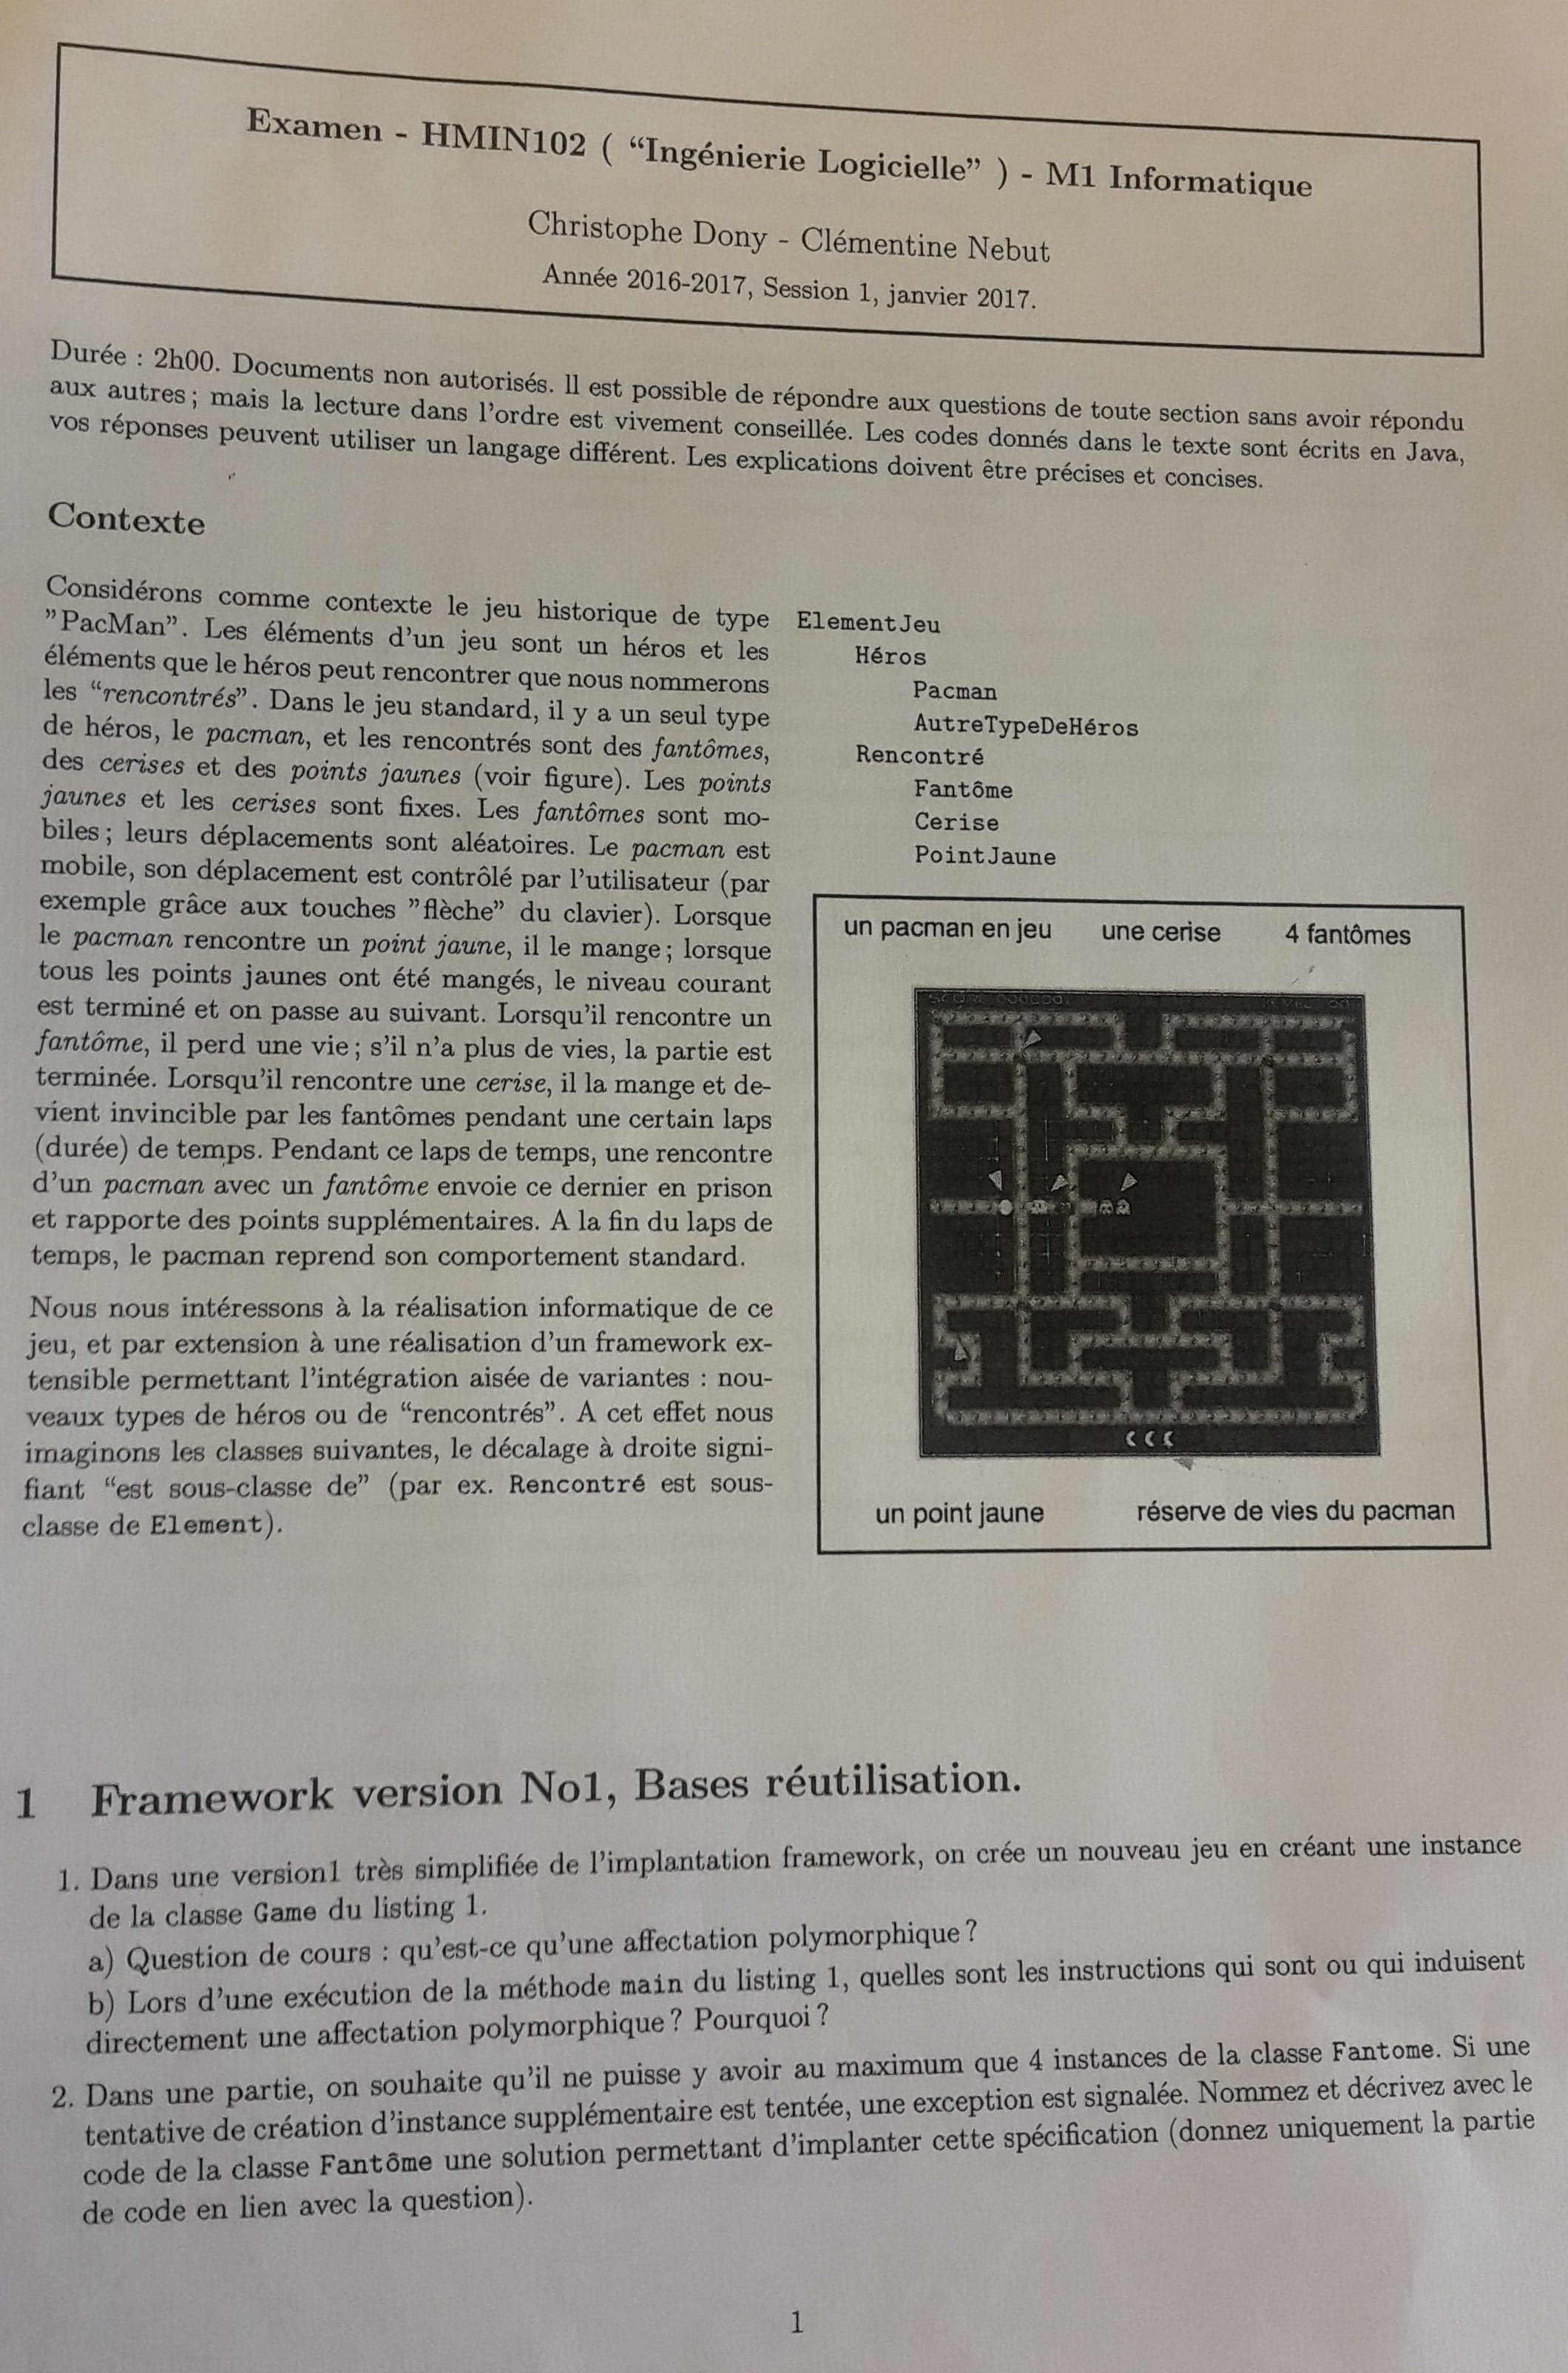 Examen - HMIN102 ( “Ingénierie Logicielle” ) - M1 Informatique
Christophe Dony - Clémentine Nebut
Année 2016-2017, Session 1, janvier 2017.
Durée : 2h00. Documents non autorisés. Il est possible de répondre aux questions de toute section sans avoir répondu
aux autres ; mais la lecture dans l'ordre est vivement conseillée. Les codes donnés dans le texte sont écrits en Java,
vos réponses peuvent utiliser un langage différent. Les explications doivent être précises et concises.
Contexte
Considérons comme contexte le jeu historique de type
”PacMan”. Les éléments d'un jeu sont un héros et les
éléments que le héros peut rencontrer que nous nommerons
les “rencontrés”. Dans le jeu standard, il y a un seul type
de héros, le pacman, et les rencontrés sont des fantômes,
des cerises et des points jaunes (voir figure). Les points
jaunes et les cerises sont fixes. Les fantômes sont mo-
biles ; leurs déplacements sont aléatoires. Le pacman est
mobile, son déplacement est contrôlé par l'utilisateur (par
exemple grâce aux touches ”flèche” du clavier). Lorsque
le pacman rencontre un point jaune, il le mange ; lorsque
tous les points jaunes ont été mangés, le niveau courant
est terminé et on passe au suivant. Lorsqu'il rencontre un
fantôme, il perd une vie ; s'il n'a plus de vies, la partie est
terminée. Lorsqu'il rencontre une cerise, il la mange et de-
vient invincible par les fantômes pendant une certain laps
(durée) de temps. Pendant ce laps de temps, une rencontre
d'un pacman avec un fantôme envoie ce dernier en prison
et rapporte des points supplémentaires. A la fin du laps de
temps, le pacman reprend son comportement standard.
Nous nous intéressons à la réalisation informatique de ce
jeu, et par extension à une réalisation d'un framework ex-
tensible permettant l'intégration aisée de variantes : nou-
veaux types de héros ou de “rencontrés”. A cet effet nous
imaginons les classes suivantes, le décalage à droite signi-
fiant “est sous-classe de” (par ex. Rencontré est sous-
classe de Element).
ElementJeu
Héros
Pacman
AutreTypeDeHéros
Rencontré
Fantôme
Cerise
PointJaune
un pacman en jeu une cerise 4 fantômes
SCORE
un point jaune réserve de vies du pacman
1 Framework version No1, Bases réutilisation.
1. Dans une version1 très simplifiée de l'implantation framework, on crée un nouveau jeu en créant une instance
de la classe Game du listing 1.
a) Question de cours : qu'est-ce qu'une affectation polymorphique ?
b) Lors d'une exécution de la méthode main du listing 1, quelles sont les instructions qui sont ou qui induisent
directement une affectation polymorphique ? Pourquoi ?
2. Dans une partie, on souhaite qu'il ne puisse y avoir au maximum que 4 instances de la classe Fantome. Si une
tentative de création d'instance supplémentaire est tentée, une exception est signalée. Nommez et décrivez avec le
code de la classe Fantôme une solution permettant d'implanter cette spécification (donnez uniquement la partie
de code en lien avec la question).
1